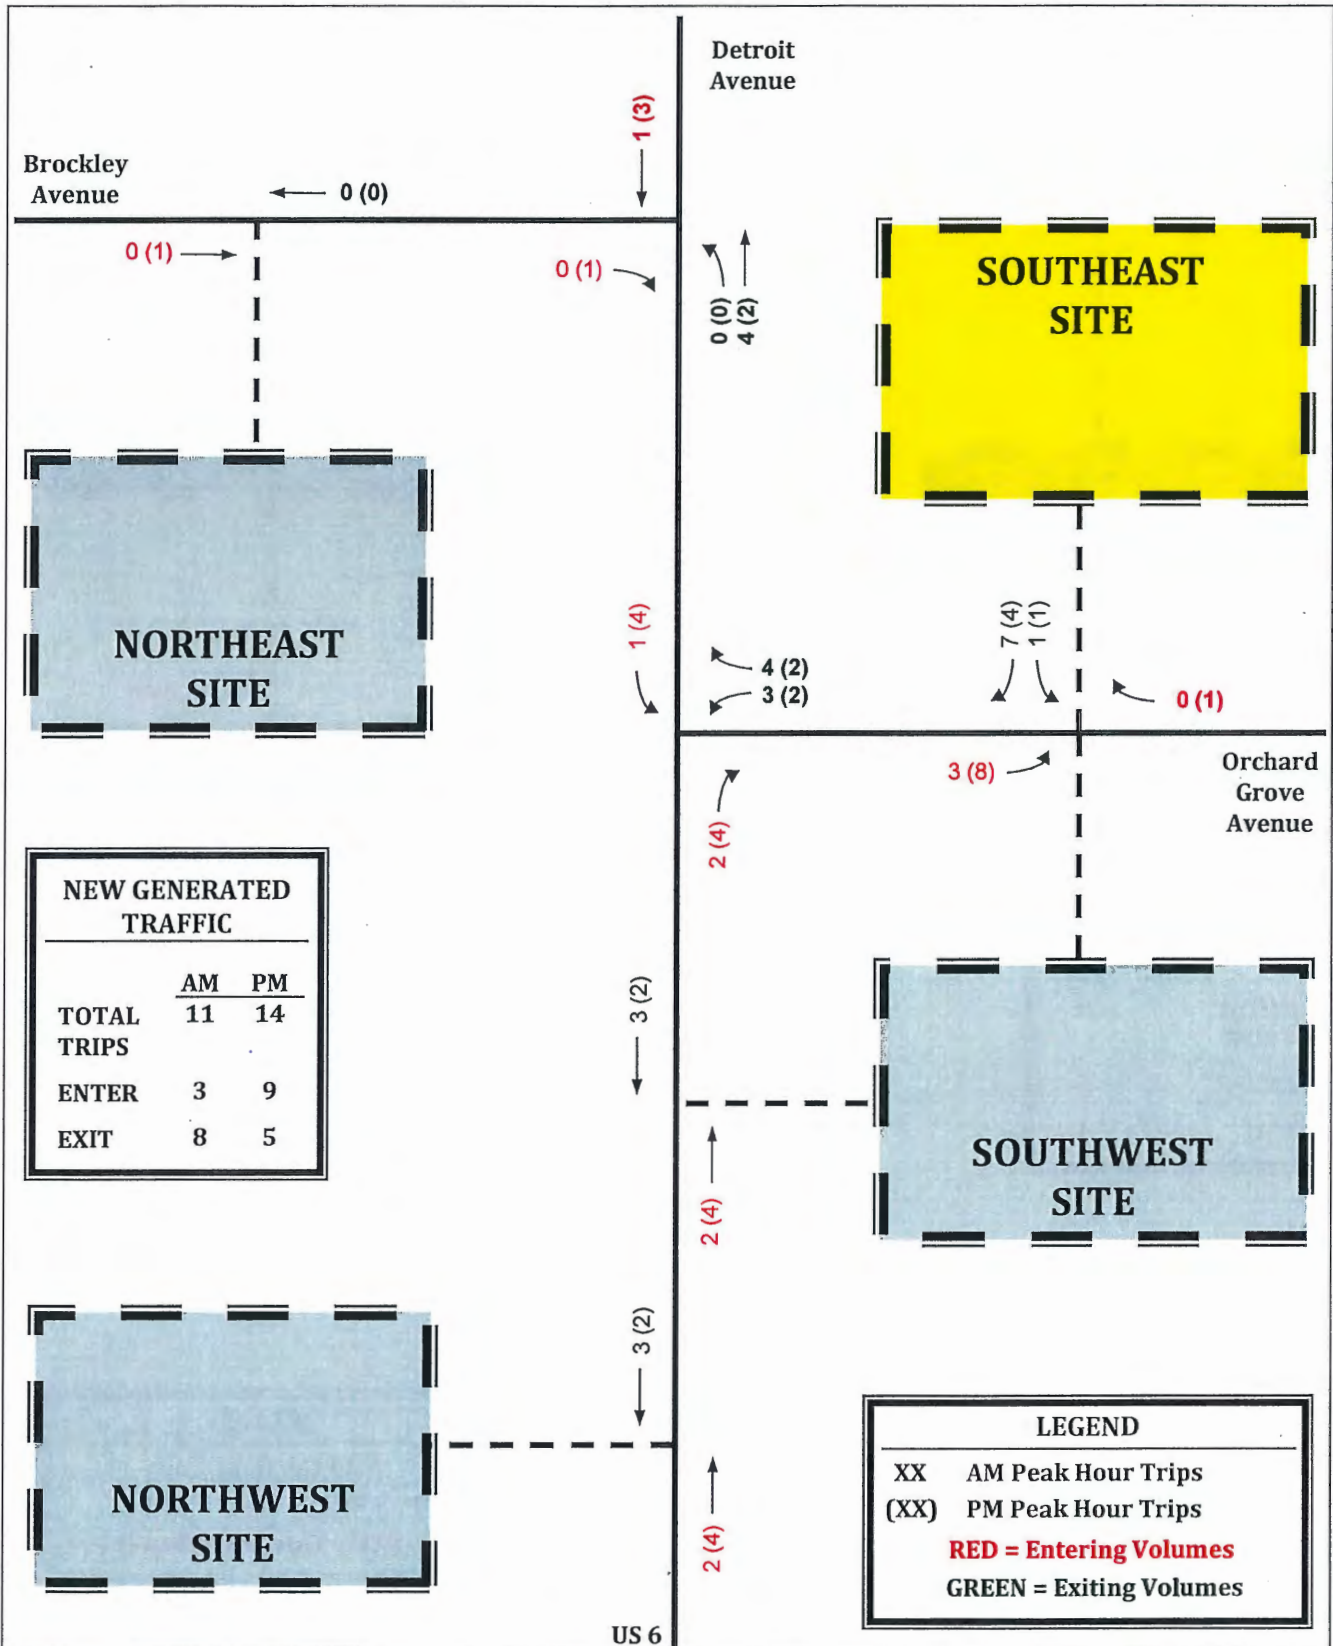 Detroit
Avenue
1 (3)
Brockley
Avenue
0 (0)
0 (1)
0 (1)
0 (0)
4 (2)
SOUTHEAST
SITE
NORTHEAST
SITE
1 (4)
4 (2)
3 (2)
7 (4)
1 (1)
0 (1)
3 (8)
Orchard
Grove
Avenue
2 (4)
NEW GENERATED
TRAFFIC
AM PM
TOTAL 11 14
TRIPS
ENTER 3 9
EXIT 8 5
3 (2)
2 (4)
SOUTHWEST
SITE
3 (2)
NORTHWEST
SITE
2 (4)
LEGEND
XX AM Peak Hour Trips
(XX) PM Peak Hour Trips
RED = Entering Volumes
GREEN = Exiting Volumes
US 6